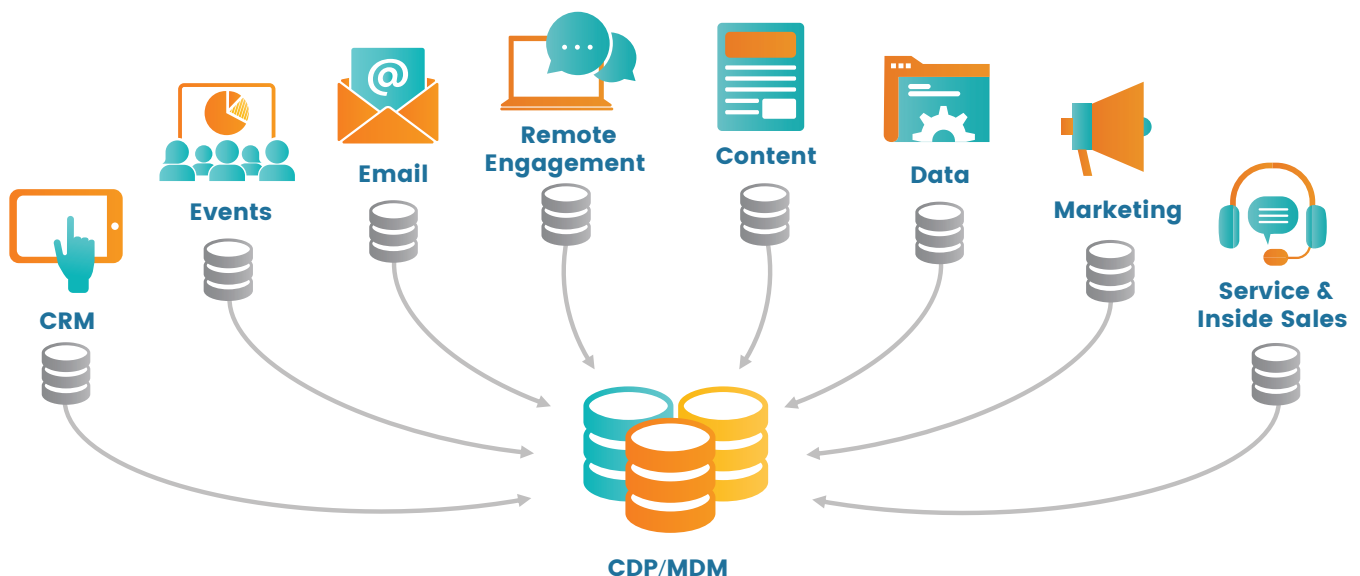 @
Remote
Engagement
Content
Email
Data
Events
Marketing
Service &
Inside Sales
CRM
CDP/MDM